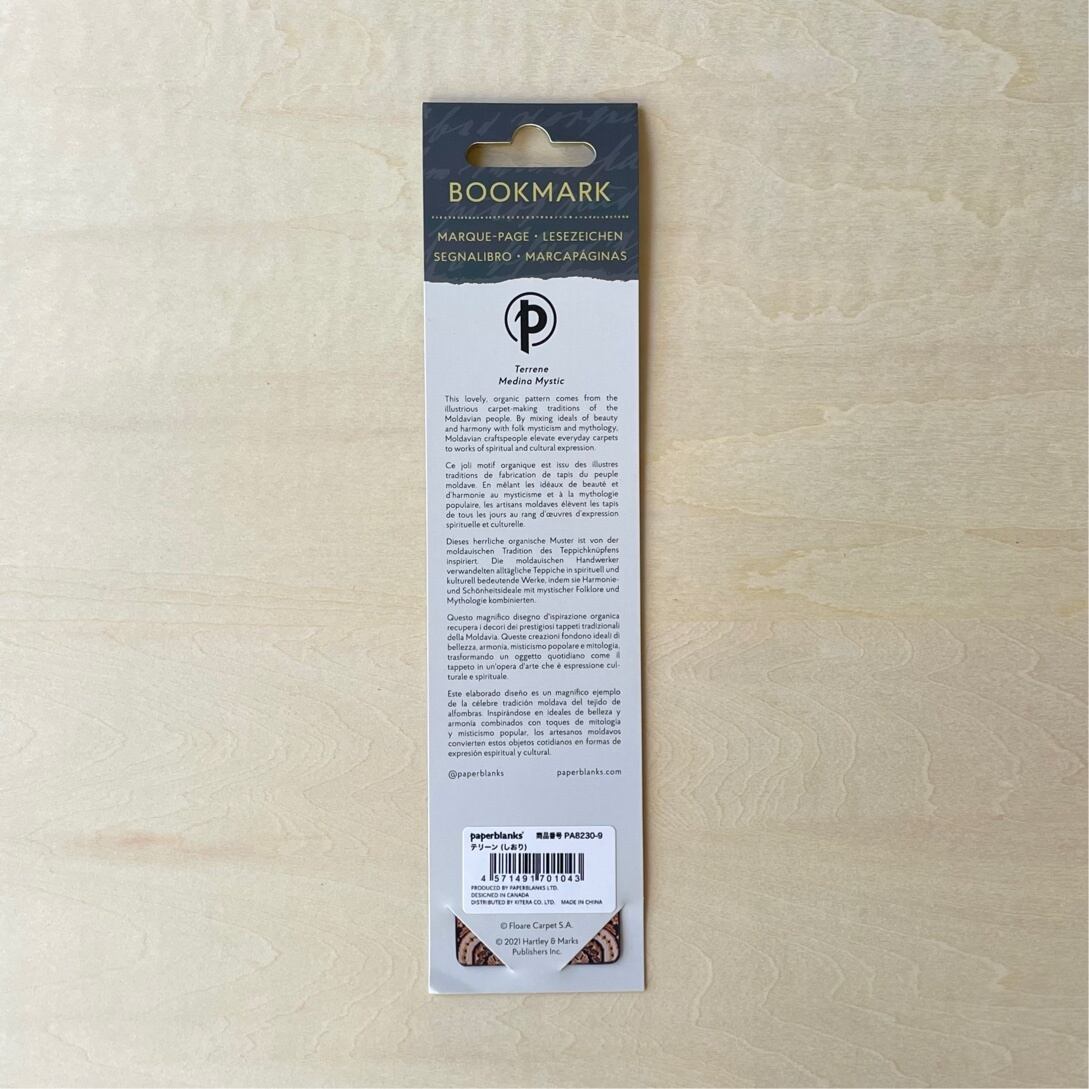 BOOKMARK
MARQUE-PAGE • LESEZEICHEN
SEGNALIBRO • MARCAPÁGINAS
p
Terrene
Medina Mystic
This lovely, organic pattern comes from the
illustrious carpet-making traditions of the
Moldavian people. By mixing ideals of beauty
and harmony with folk mysticism and mythology,
Moldavian craftspeople elevate everyday carpets
to works of spiritual and cultural expression.
Ce joli motif organique est issu des illustres
traditions de fabrication de tapis du peuple
moldave. En mêlant les idéaux de beauté et
d'harmonie au mysticisme et à la mythologie
populaire, les artisans moldaves élèvent les tapis
de tous les jours au rang d'œuvres d'expression
spirituelle et culturelle.
Dieses herrliche organische Muster ist von der
moldauischen Tradition des Teppichknüpfens
inspiriert. Die moldauischen Handwerker
verwandelten alltägliche Teppiche in spirituell und
kulturell bedeutende Werke, indem sie Harmonie-
und Schönheitsideale mit mystischer Folklore und
Mythologie kombinierten.
Questo magnifico disegno d'ispirazione organica
recupera i decori dei prestigiosi tappeti tradizionali
della Moldavia. Queste creazioni fondono ideali di
bellezza, armonia, misticismo popolare e mitologia,
trasformando un oggetto quotidiano come il
tappeto in un'opera d'arte che è espressione cul-
turale e spirituale.
Este elaborado diseño es un magnífico ejemplo
de la célebre tradición moldava del tejido de
alfombras. Inspirándose en ideales de belleza y
armonía combinados con toques de mitología
y misticismo popular, los artesanos moldavos
convierten estos objetos cotidianos en formas de
expresión espiritual y cultural.
@paperblanks paperblanks.com
paperblanks® 商品番号 PA8230-9
テリーン (しおり)
4 571491 701043
PRODUCED BY PAPERBLANKS LTD.
DESIGNED IN CANADA
DISTRIBUTED BY KITERA CO. LTD. MADE IN CHINA
© Floare Carpet S.A.
© 2021 Hartley & Marks
Publishers Inc.